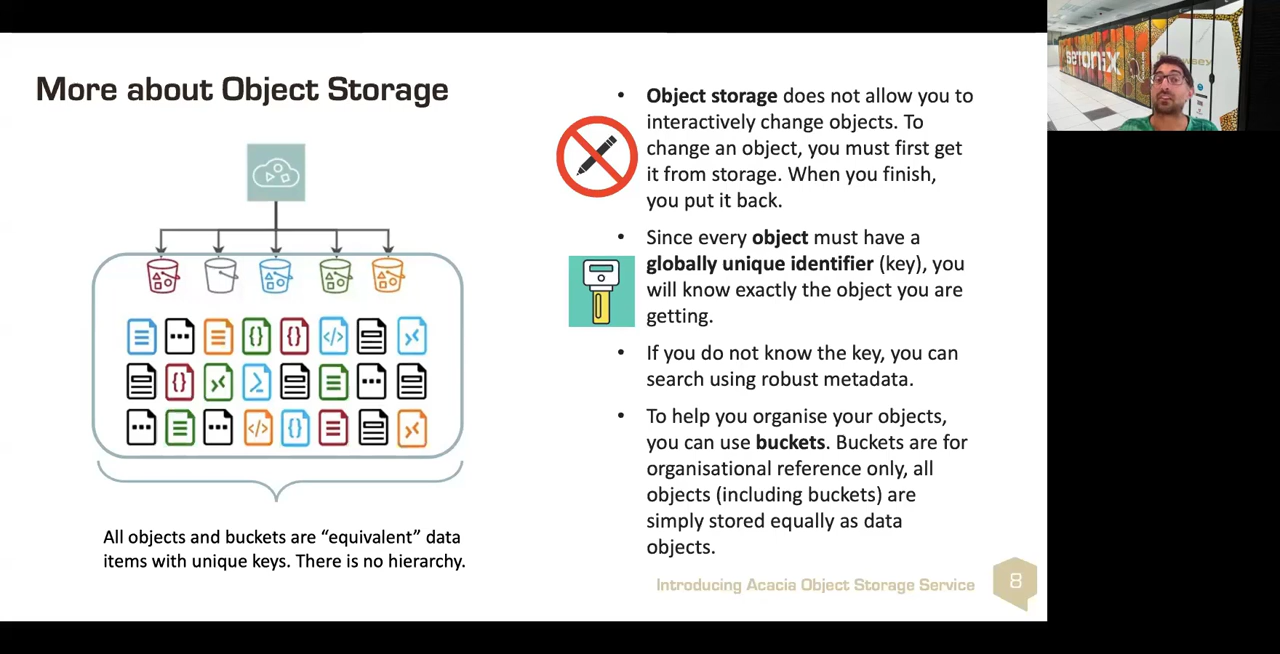 More about Object Storage
Object storage does not allow you to
interactively change objects. To
change an object, you must first get
it from storage. When you finish,
you put it back.
Since every object must have a
globally unique identifier (key), you
will know exactly the object you are
getting.
If you do not know the key, you can
search using robust metadata.
To help you organise your objects,
you can use buckets. Buckets are for
organisational reference only, all
objects (including buckets) are
simply stored equally as data
objects.
All objects and buckets are “equivalent” data
items with unique keys. There is no hierarchy.
Introducing Acacia Object Storage Service
8
setonix